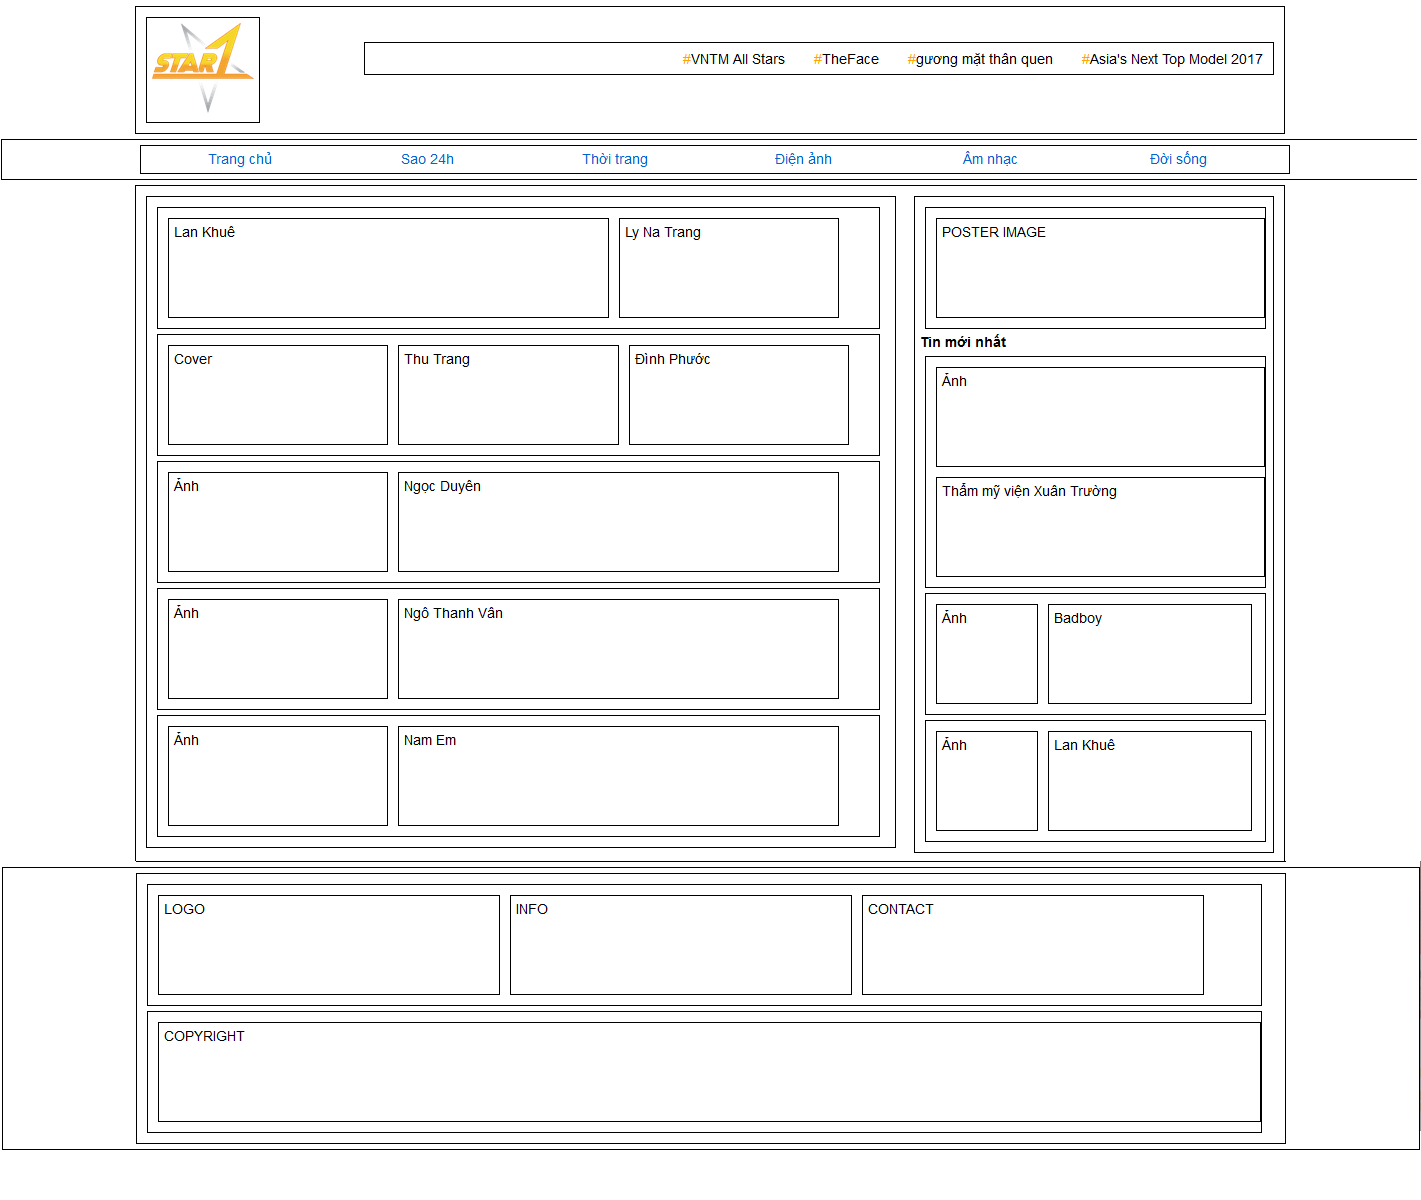 STAR 1
#VNTM All Stars #TheFace #gương mặt thân quen #Asia's Next Top Model 2017
Trang chủ Sao 24h Thời trang Điện ảnh Âm nhạc Đời sống
Lan Khuê Ly Na Trang
Cover Thu Trang Đình Phước
Ảnh Ngọc Duyên
Ảnh Ngô Thanh Vân
Ảnh Nam Em
POSTER IMAGE
Tin mới nhất
Ảnh
Thẩm mỹ viện Xuân Trường
Ảnh Badboy
Ảnh Lan Khuê
LOGO INFO CONTACT
COPYRIGHT